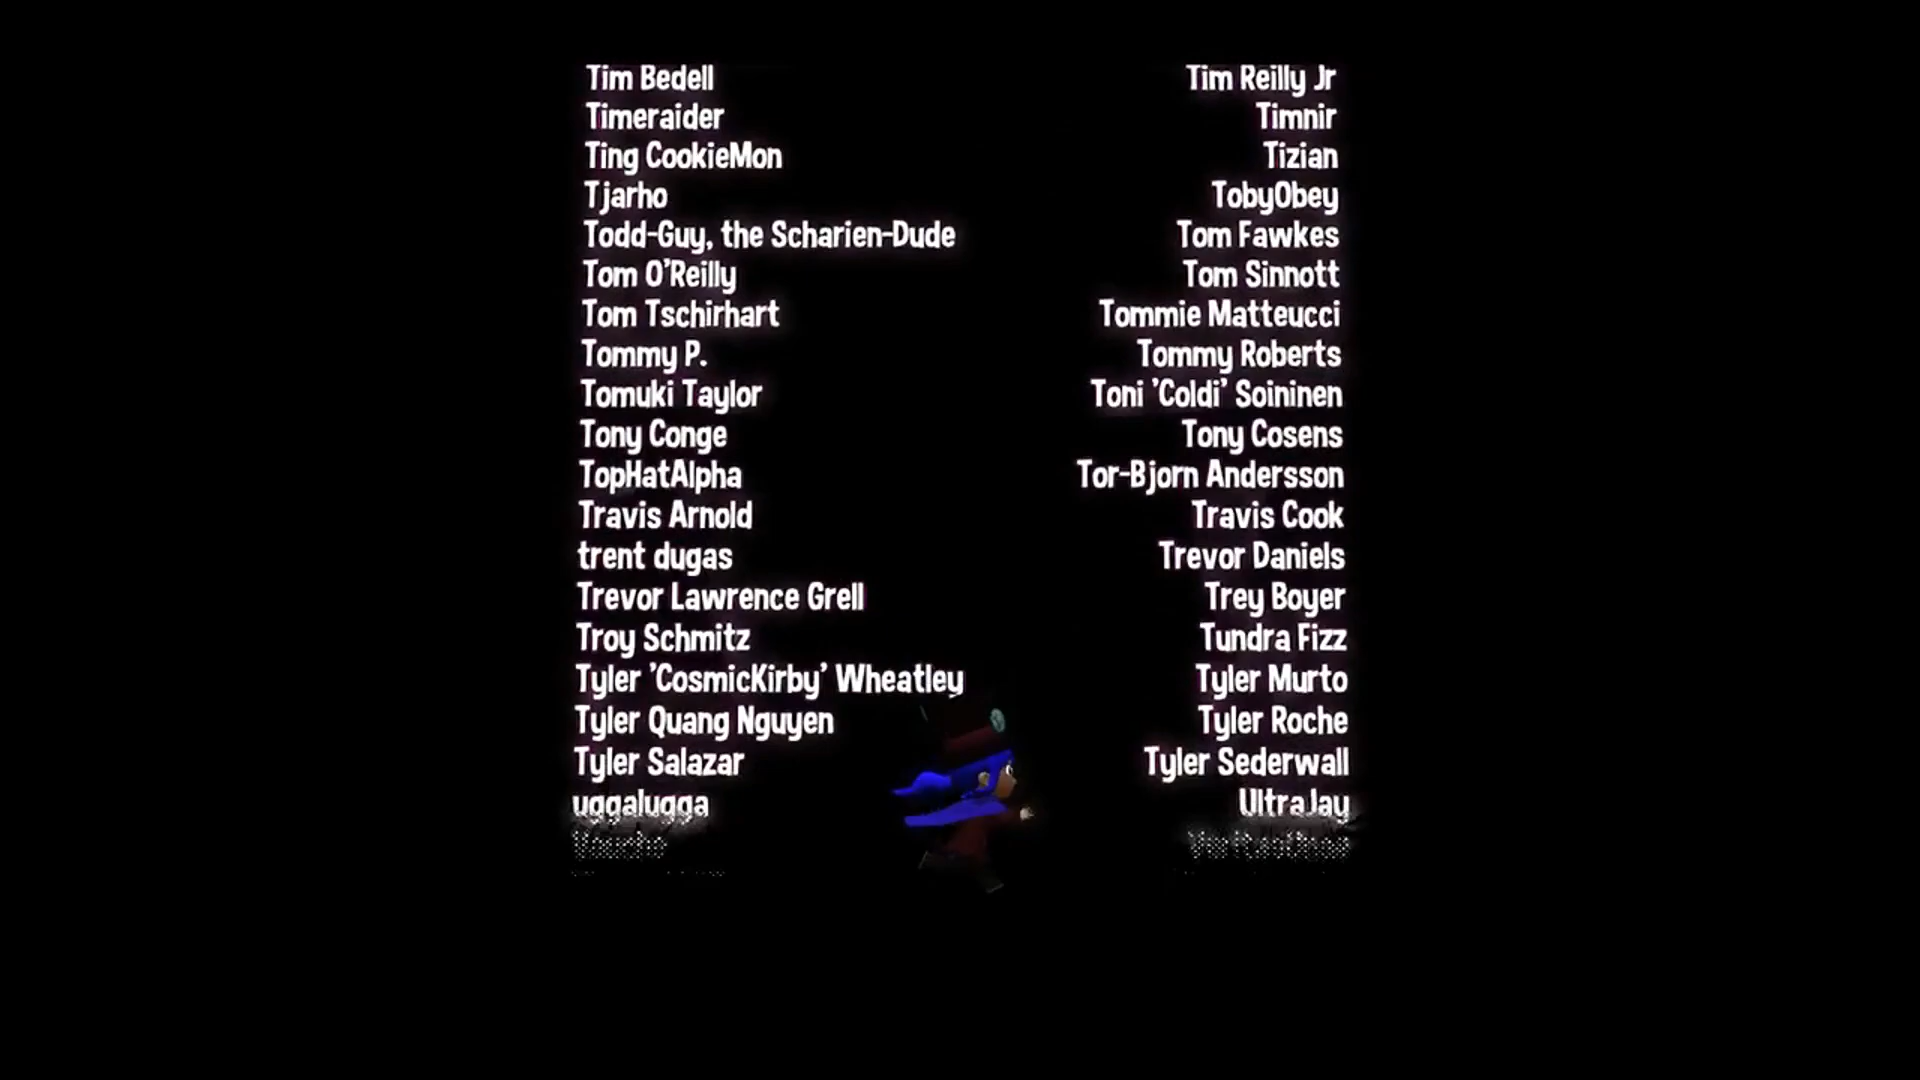 Tim Bedell
Tim Reilly Jr
Timeraider
Timnir
Ting CookieMon
Tizian
Tjarho
TobyObey
Todd-Guy, the Scharien-Dude
Tom Fawkes
Tom O'Reilly
Tom Sinnott
Tom Tschirhart
Tommie Matteucci
Tommy P.
Tommy Roberts
Tomuki Taylor
Toni 'Coldi' Soininen
Tony Conge
Tony Cosens
TopHatAlpha
Tor-Bjorn Andersson
Travis Arnold
Travis Cook
trent dugas
Trevor Daniels
Trevor Lawrence Grell
Trey Boyer
Troy Schmitz
Tundra Fizz
Tyler 'CosmicKirby' Wheatley
Tyler Murto
Tyler Quang Nguyen
Tyler Roche
Tyler Salazar
Tyler Sederwall
uggalugga
UltraJay